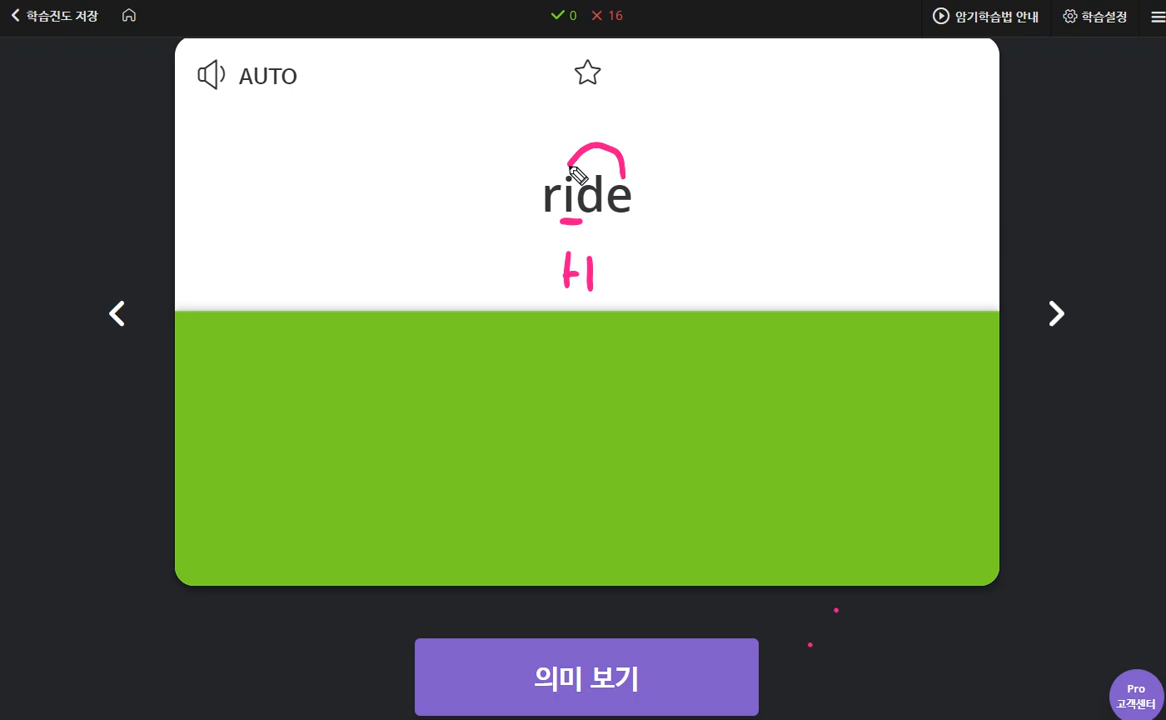 학습진도 저장
0 16
암기학습법 안내
학습설정
AUTO
ride
ㅓㅣ
의미 보기
Pro
고객센터